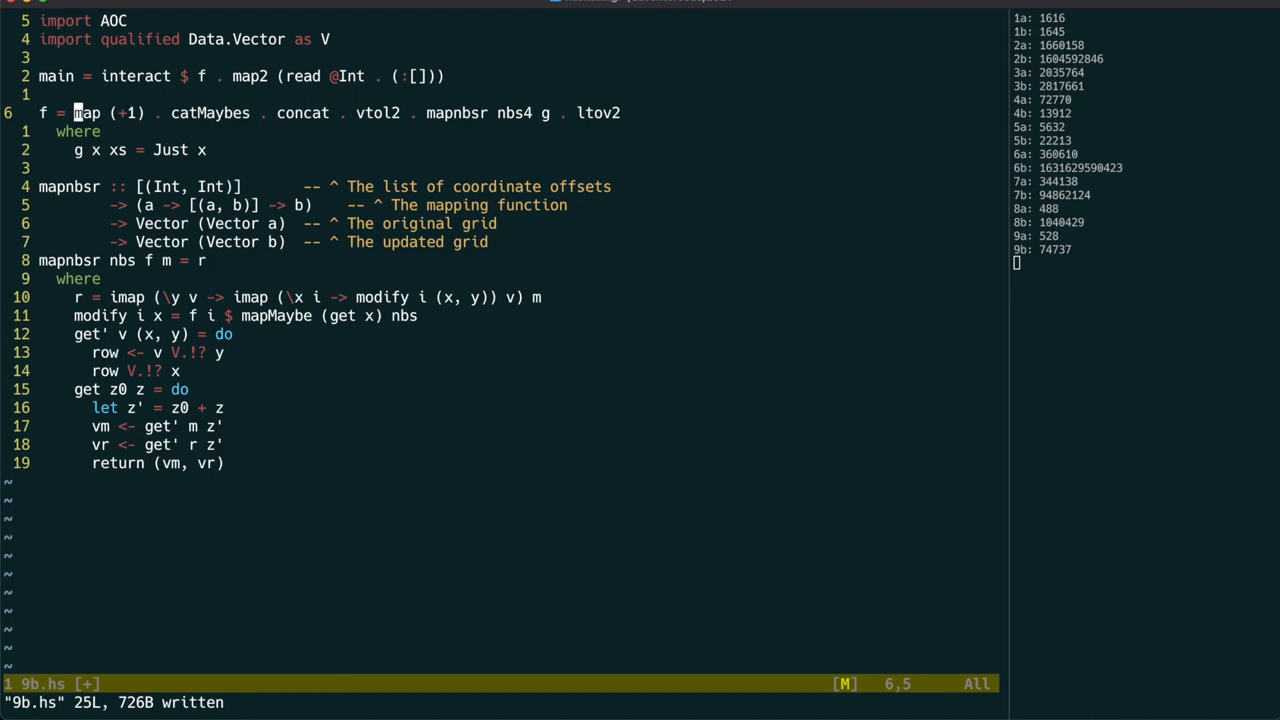 5 import AOC
4 import qualified Data.Vector as V
3
2 main = interact $ f . map2 (read @Int . (:[]))
1
6 f = map (+1) . catMaybes . concat . vtol2 . mapnbsr nbs4 g . ltov2
1 where
2 g x xs = Just x
3
4 mapnbsr :: [(Int, Int)] -- ^ The list of coordinate offsets
5 -> (a -> [(a, b)] -> b) -- ^ The mapping function
6 -> Vector (Vector a) -- ^ The original grid
7 -> Vector (Vector b) -- ^ The updated grid
8 mapnbsr nbs f m = r
9 where
10 r = imap (\y v -> imap (\x i -> modify i (x, y)) v) m
11 modify i x = f i $ mapMaybe (get x) nbs
12 get' v (x, y) = do
13 row <- v V.!? y
14 row V.!? x
15 get z0 z = do
16 let z' = z0 + z
17 vm <- get' m z'
18 vr <- get' r z'
19 return (vm, vr)
~
~
~
~
~
~
~
~
~
~
~
1 9b.hs [+] [M] 6,5 All
"9b.hs" 25L, 726B written
1a: 1616
1b: 1645
2a: 1660158
2b: 1604592846
3a: 2035764
3b: 2817661
4a: 72770
4b: 13912
5a: 5632
5b: 22213
6a: 360610
6b: 1631629590423
7a: 344138
7b: 94862124
8a: 488
8b: 1040429
9a: 528
9b: 74737